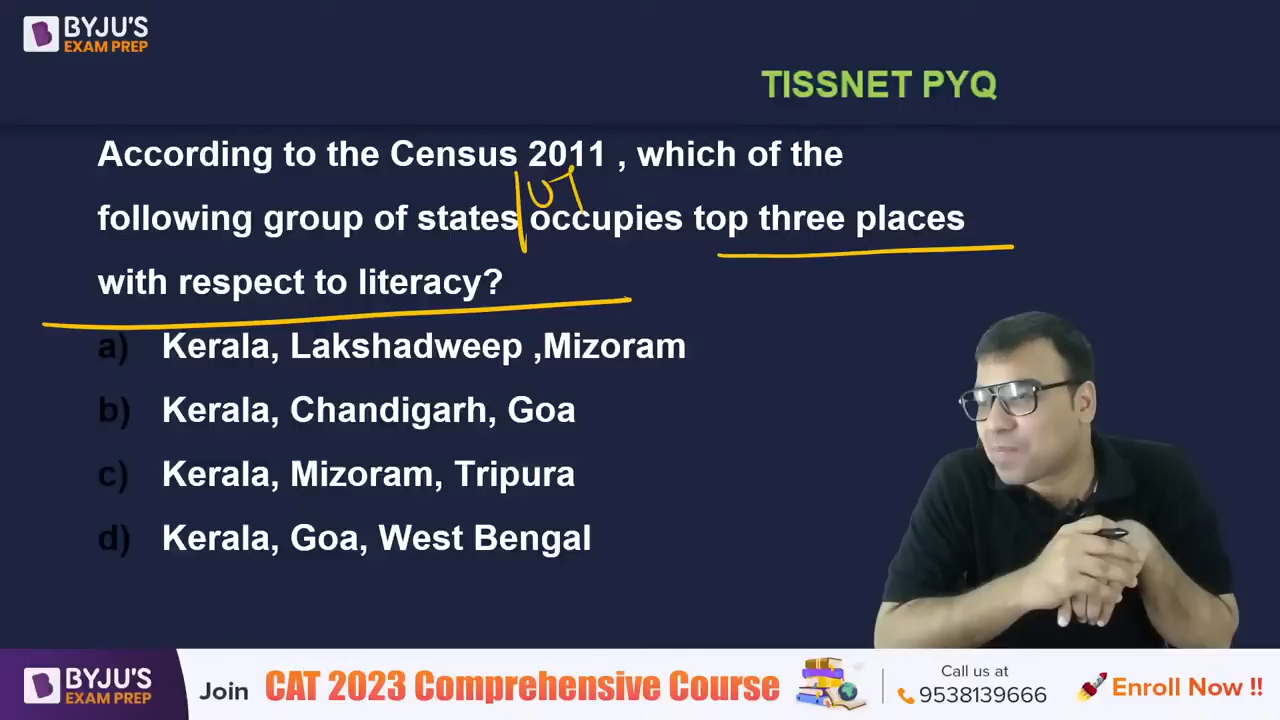 BYJU'S
EXAM PREP
TISSNET PYQ
According to the Census 2011 , which of the
UT
following group of states occupies top three places
with respect to literacy?
a) Kerala, Lakshadweep ,Mizoram
b) Kerala, Chandigarh, Goa
c) Kerala, Mizoram, Tripura
d) Kerala, Goa, West Bengal
BYJU'S
EXAM PREP
Join CAT 2023 Comprehensive Course
Call us at
9538139666
Enroll Now !!